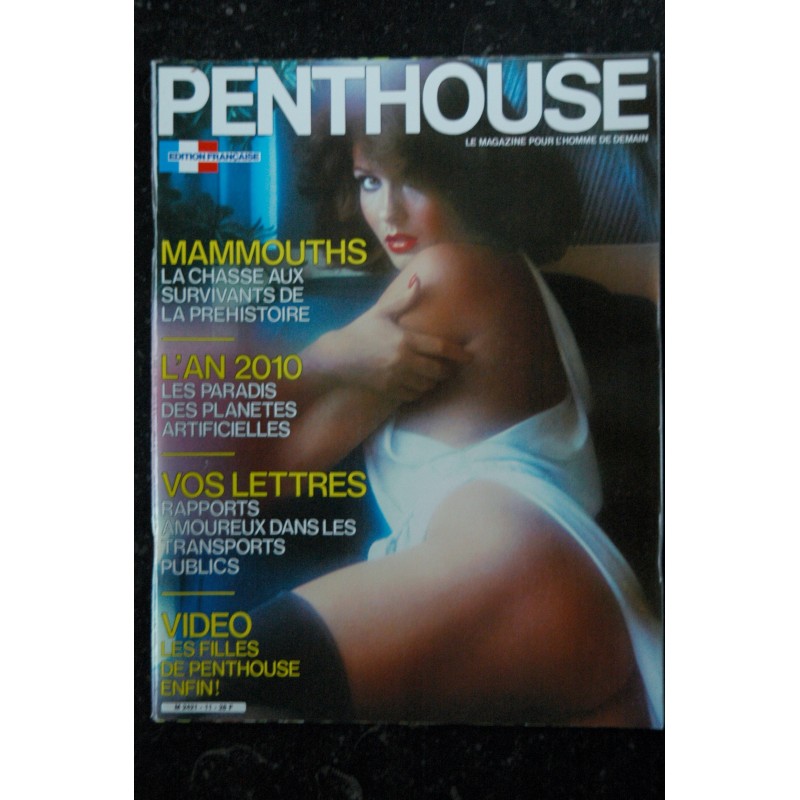 PENTHOUSE
LE MAGAZINE POUR L'HOMME DE DEMAIN
EDITION FRANÇAISE
MAMMOUTHS
LA CHASSE AUX
SURVIVANTS DE
LA PREHISTOIRE
L'AN 2010
LES PARADIS
DES PLANETES
ARTIFICIELLES
VOS LETTRES
RAPPORTS
AMOUREUX DANS LES
TRANSPORTS
PUBLICS
VIDEO
LES FILLES
DE PENTHOUSE
ENFIN!